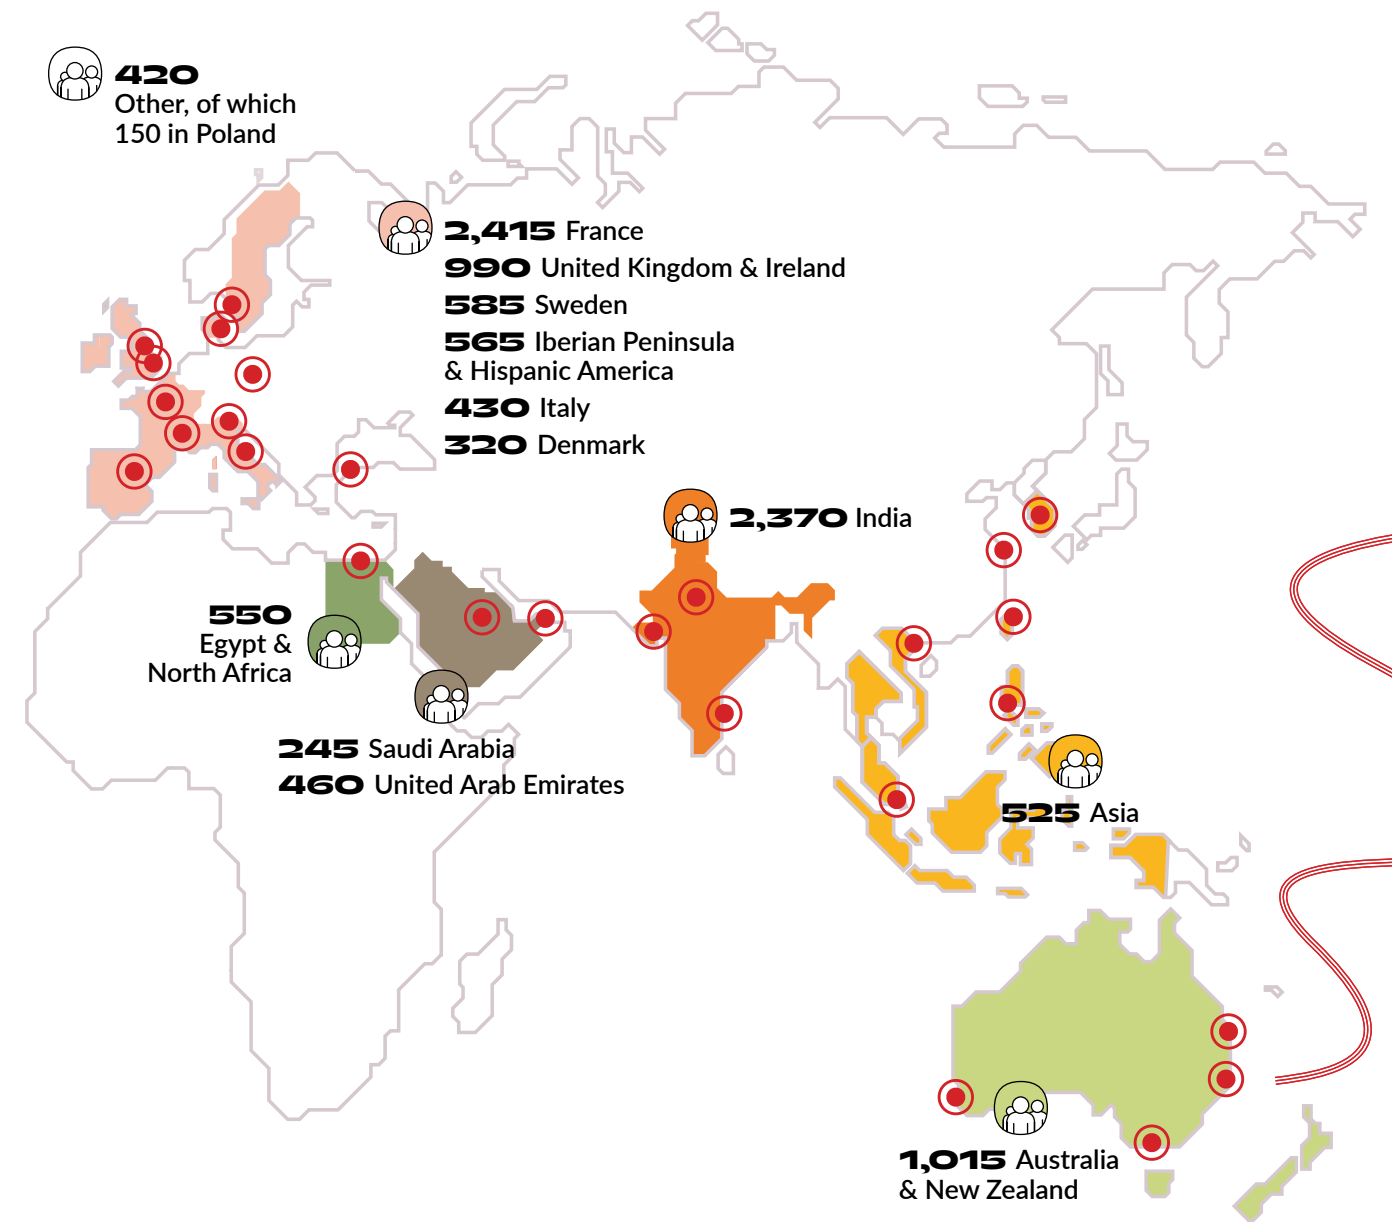 420
Other, of which
150 in Poland
2,415 France
990 United Kingdom & Ireland
585 Sweden
565 Iberian Peninsula
& Hispanic America
430 Italy
320 Denmark
2,370 India
550
Egypt &
North Africa
245 Saudi Arabia
460 United Arab Emirates
525 Asia
1,015 Australia
& New Zealand